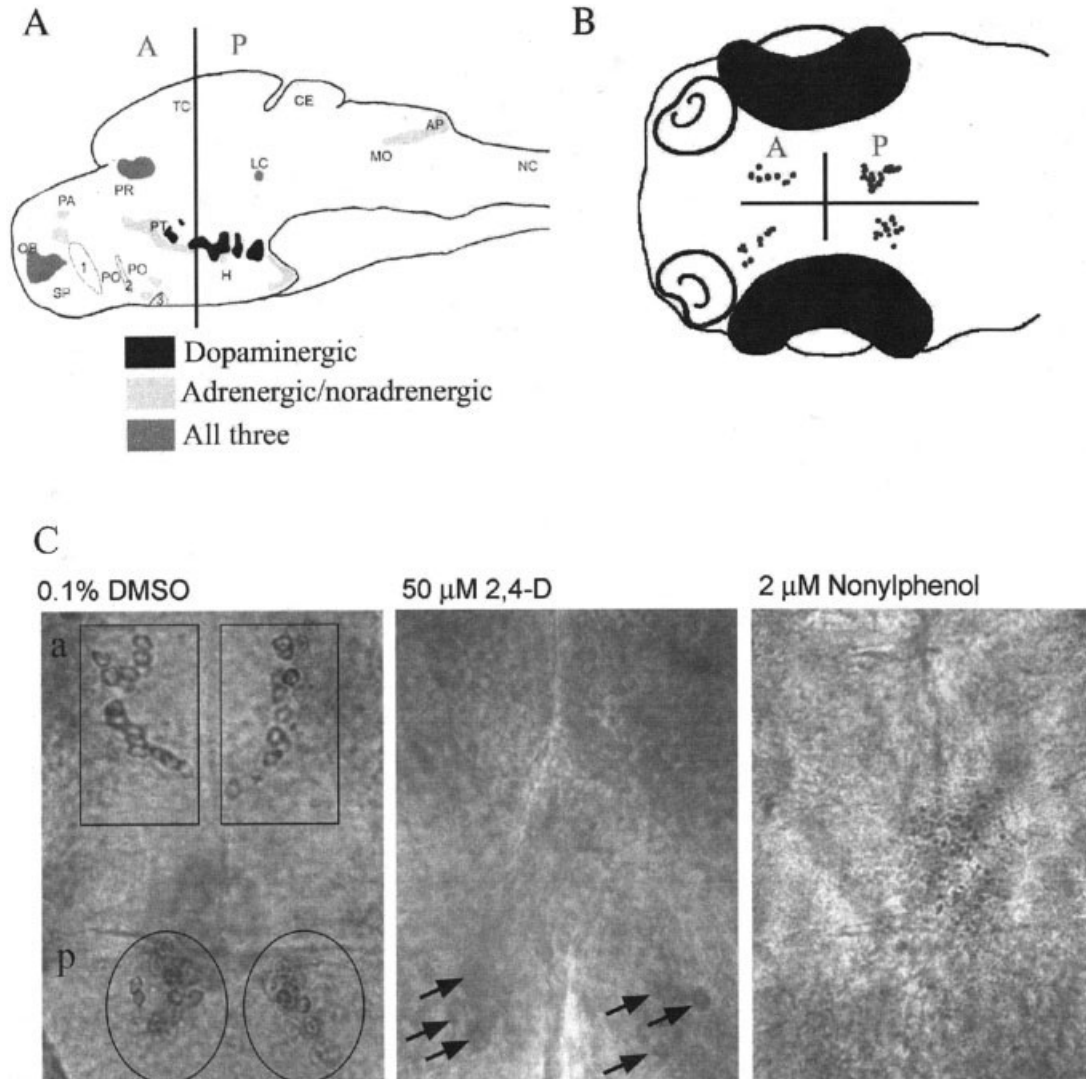 A
A P
TC
CE
AP
MO
NC
LC
PR
PA
PT
OB
1
PO
PO
2
SP
3
H
Dopaminergic
Adrenergic/noradrenergic
All three
B
A P
C
0.1% DMSO
50 µM 2,4-D
2 µM Nonylphenol
a
p